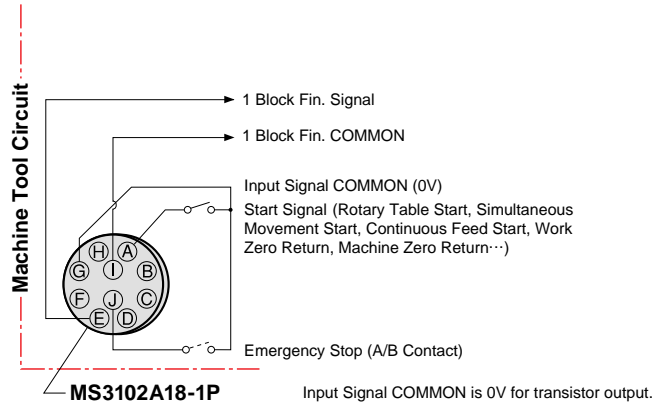 Machine Tool Circuit
1 Block Fin. Signal
1 Block Fin. COMMON
Input Signal COMMON (0V)
Start Signal (Rotary Table Start, Simultaneous
Movement Start, Continuous Feed Start, Work
Zero Return, Machine Zero Return⋯)
H A
G I B
F J C
E D
Emergency Stop (A/B Contact)
MS3102A18-1P
Input Signal COMMON is 0V for transistor output.